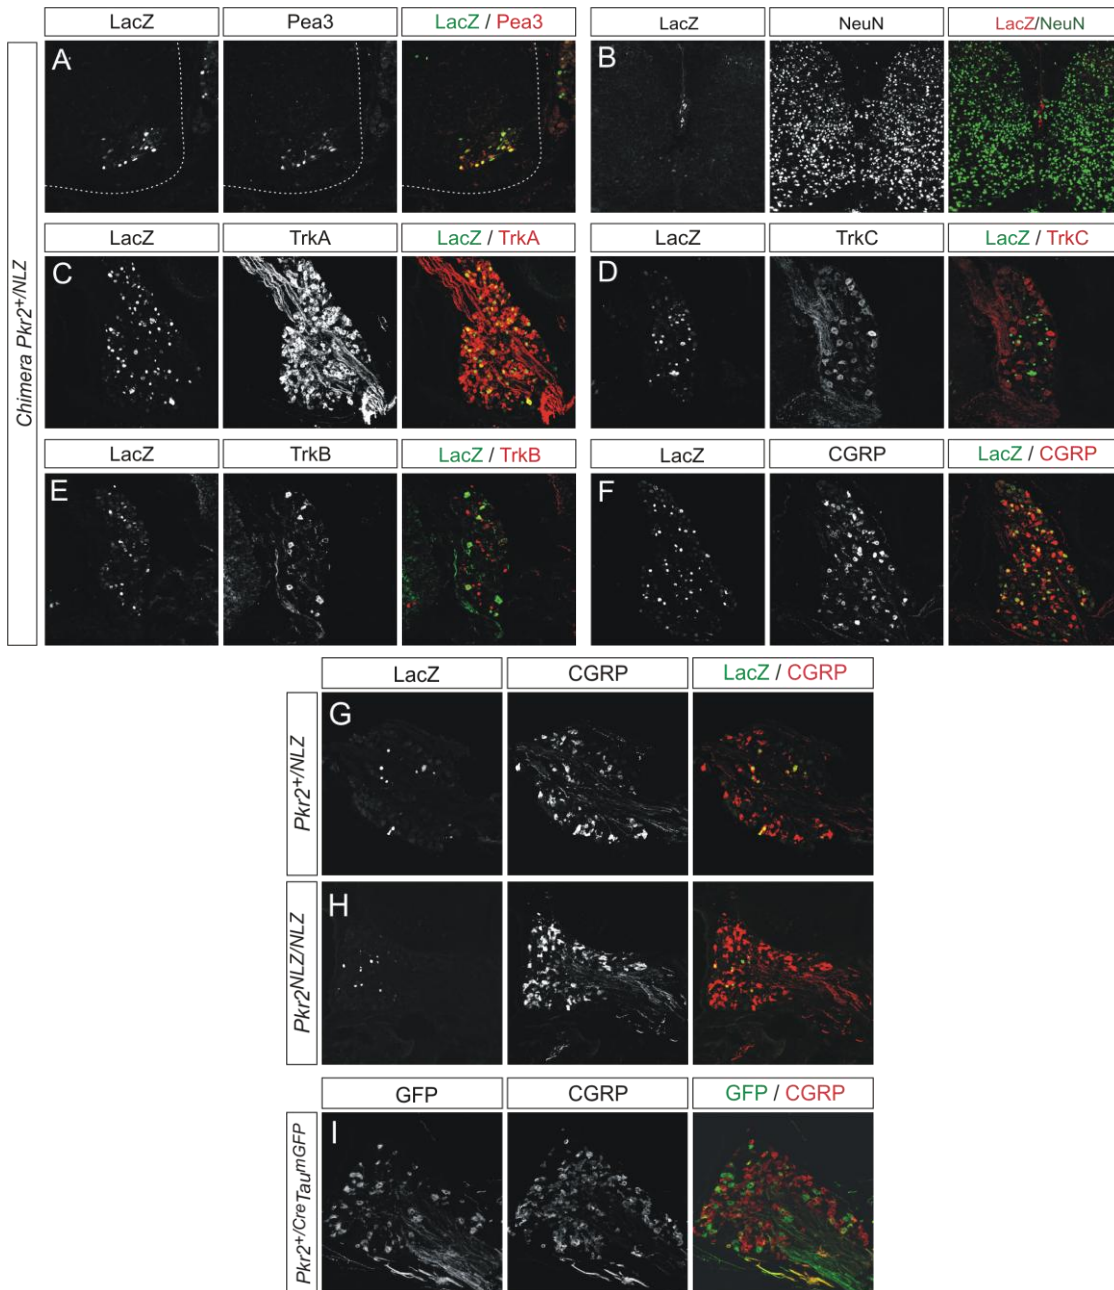 LacZ Pea3 LacZ / Pea3 LacZ NeuN LacZ/NeuN
A B
LacZ TrkA LacZ / TrkA LacZ TrkC LacZ / TrkC
C D
LacZ TrkB LacZ / TrkB LacZ CGRP LacZ / CGRP
E F
Chimera Pkr2+/NLZ
LacZ CGRP LacZ / CGRP
Pkr2+/NLZ
G
Pkr2NLZ/NLZ
H
GFP CGRP GFP / CGRP
Pkr2+/CreTaumGFP
I